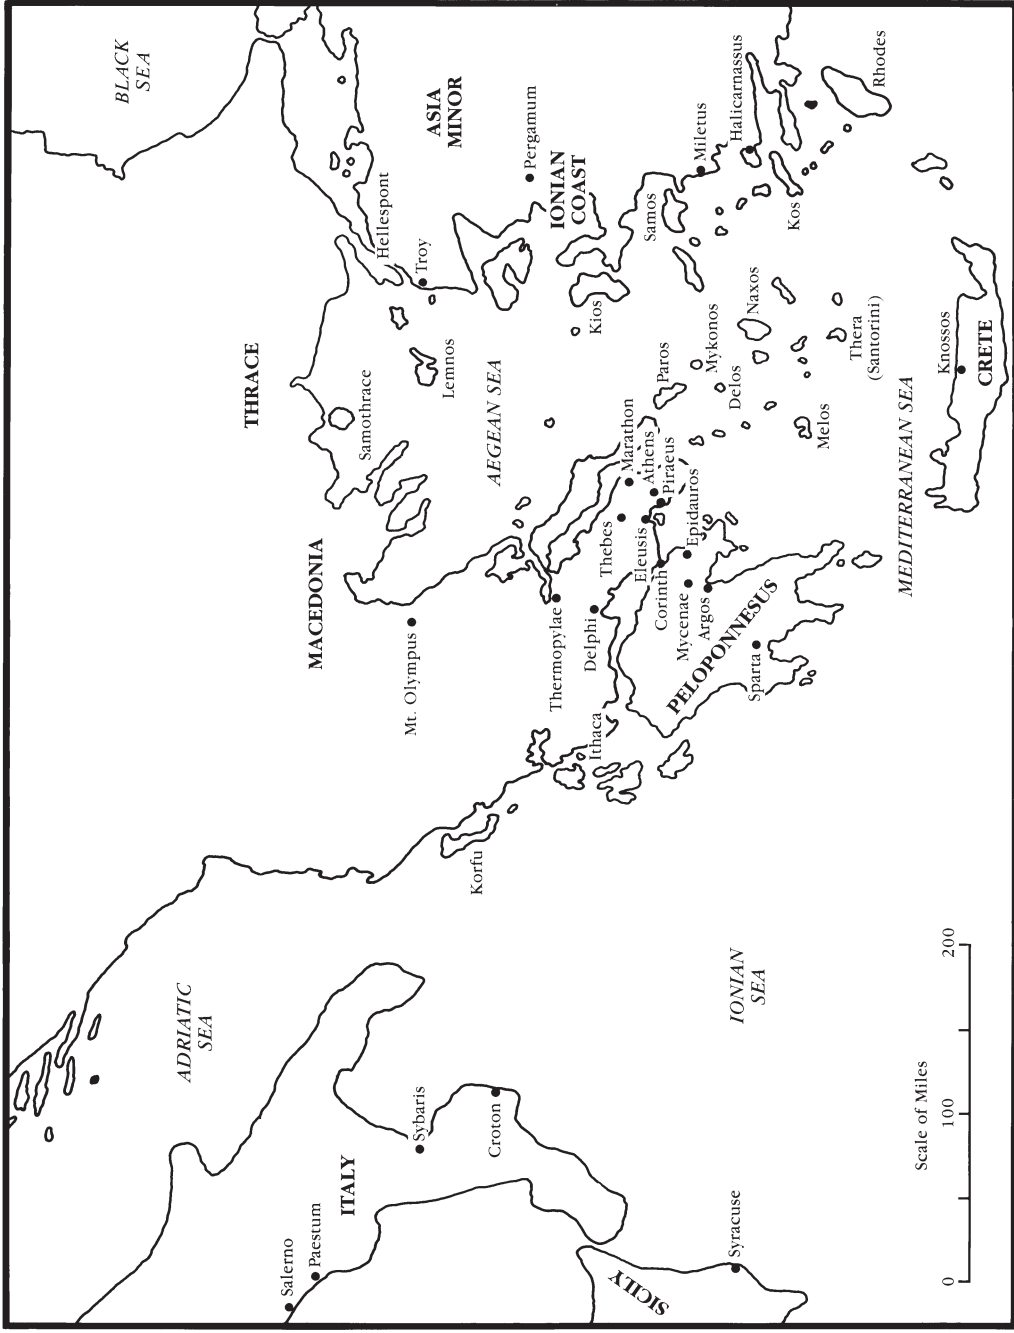 BLACK
SEA
ADRIATIC
SEA
THRACE
MACEDONIA
Hellespont
ASIA
MINOR
Samothrace
Salerno
Paestum
ITALY
Mt. Olympus
Troy
Lemnos
Sybaris
Korfu
AEGEAN SEA
Croton
Pergamum
IONIAN
COAST
Thermopylae
Delphi
Ithaca
Thebes
Kios
Marathon
Eleusis
Athens
Piraeus
Samos
Corinth
Paros
SICILY
Mycenae
Epidauros
Argos
Miletus
Mykonos
PELOPONNESUS
Delos
Halicarnassus
Syracuse
IONIAN
SEA
Sparta
Naxos
Kos
Melos
Thera
(Santorini)
Rhodes
MEDITERRANEAN SEA
Knossos
CRETE
Scale of Miles
0 100 200